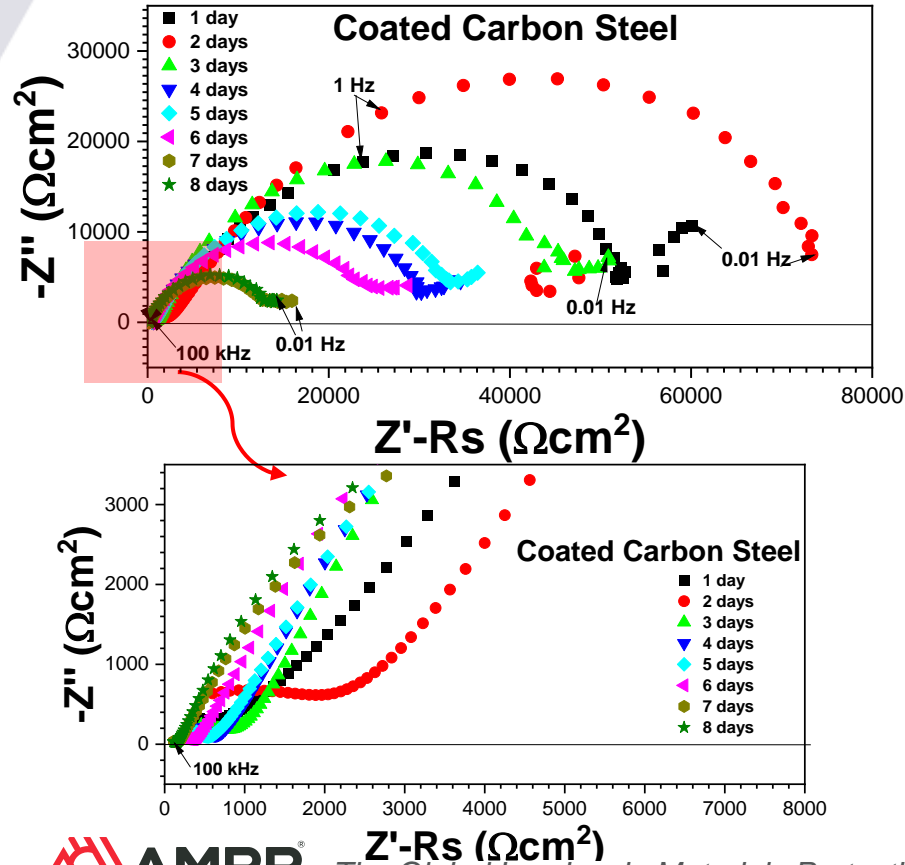 Coated Carbon Steel
1 day
2 days
3 days
4 days
5 days
6 days
7 days
8 days
1 Hz
0.01 Hz
0.01 Hz
0.01 Hz
100 kHz
30000
20000
10000
0
-Z'' (Ωcm²)
0 20000 40000 60000 80000
Z'-Rs (Ωcm²)
Coated Carbon Steel
1 day
2 days
3 days
4 days
5 days
6 days
7 days
8 days
100 kHz
3000
2000
1000
0
-Z'' (Ωcm²)
0 1000 2000 3000 4000 5000 6000 7000 8000
Z'-Rs (Ωcm²)